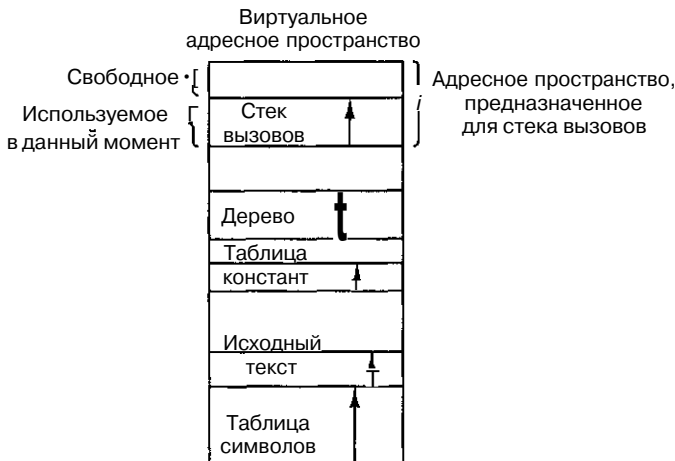 Виртуальное
адресное пространство
Свободное
Используемое
в данный момент
Стек
вызовов
Адресное пространство,
предназначенное
для стека вызовов
Дерево
Таблица
констант
Исходный
текст
Таблица
символов